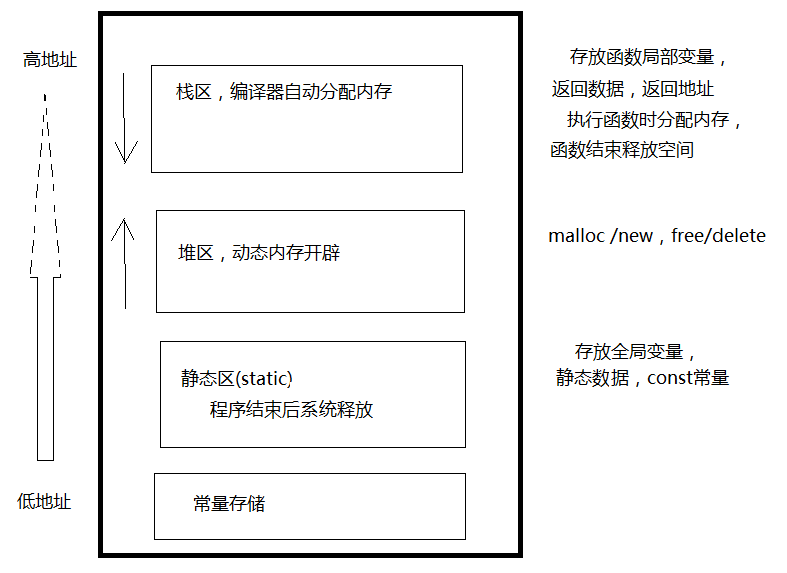 高地址
存放函数局部变量，
栈区，编译器自动分配内存
返回数据，返回地址
执行函数时分配内存，
函数结束释放空间
堆区，动态内存开辟
malloc /new，free/delete
存放全局变量，
静态区(static)
静态数据，const常量
程序结束后系统释放
低地址
常量存储